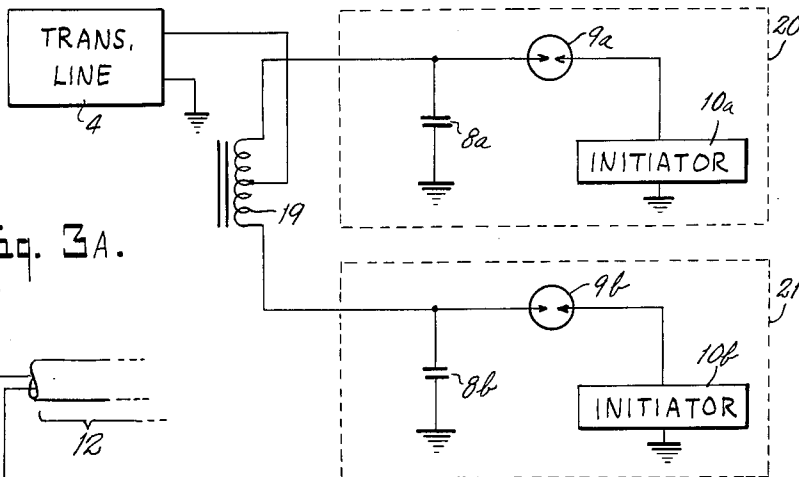 TRANS.
LINE
4
19
20
9a
8a
10a
INITIATOR
Fig. 3A.
12
21
9b
8b
10b
INITIATOR